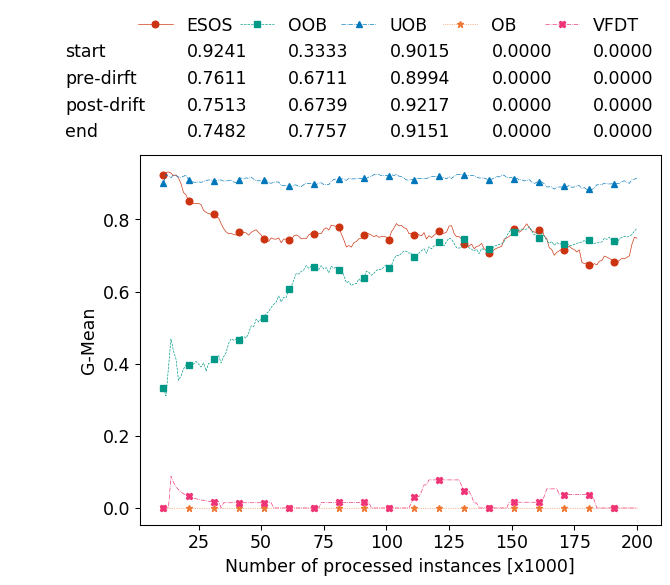 ESOS OOB UOB OB VFDT
start 0.9241 0.3333 0.9015 0.0000 0.0000
pre-dirft 0.7611 0.6711 0.8994 0.0000 0.0000
post-drift 0.7513 0.6739 0.9217 0.0000 0.0000
end 0.7482 0.7757 0.9151 0.0000 0.0000
G-Mean
0.8
0.6
0.4
0.2
0.0
25 50 75 100 125 150 175 200
Number of processed instances [x1000]